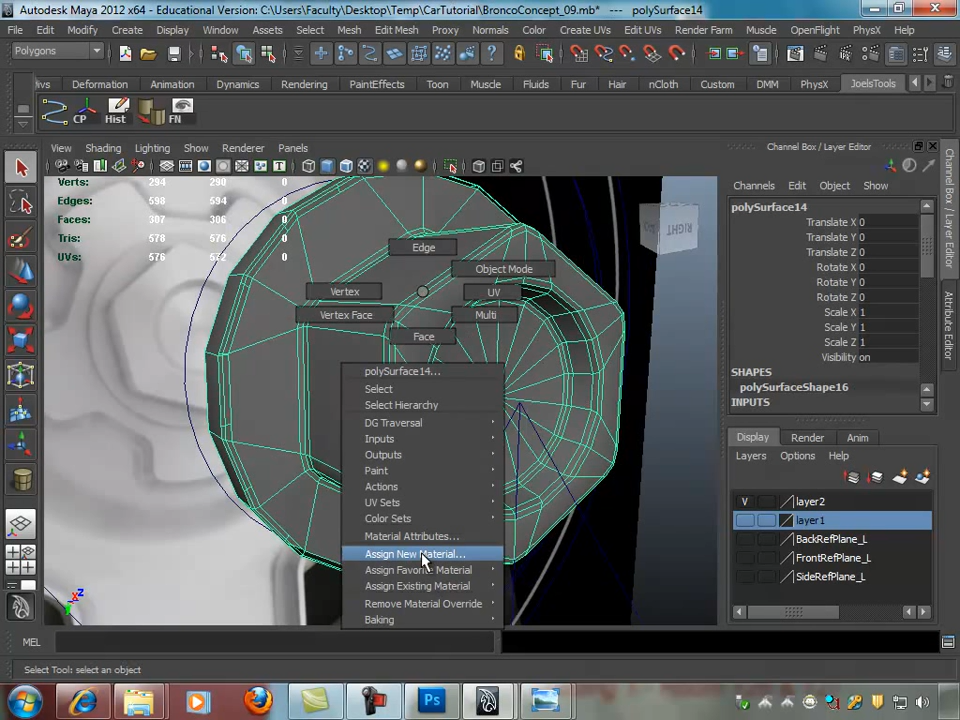 Autodesk Maya 2012 x64 - Educational Version: C:\Users\Faculty\Desktop\Temp\CarTutorial\BroncoConcept_09.mb* --- polySurface14
File Edit Modify Create Display Window Assets Select Mesh Edit Mesh Proxy Normals Color Create UVs Edit UVs Render Farm Muscle OpenFlight PhysX Help
Polygons
Deformation Animation Dynamics Rendering PaintEffects Toon Muscle Fluids Fur Hair nCloth Custom DMM PhysX JoelsTools
CP Hist FN
View Shading Lighting Show Renderer Panels
Channel Box / Layer Editor
Channels Edit Object Show
Verts: 294 290 0
Edges: 598 594 0
Faces: 307 306 0
Tris: 578 576 0
UVs: 576 0
RIGHT
polySurface14
Translate X 0
Translate Y 0
Translate Z 0
Rotate X 0
Rotate Y 0
Rotate Z 0
Scale X 1
Scale Y 1
Scale Z 1
Visibility on
SHAPES
polySurfaceShape16
INPUTS
Channel Box / Layer Editor
Attribute Editor
Edge
Object Mode
Vertex
UV
Vertex Face
Multi
Face
polySurface14...
Select
Select Hierarchy
DG Traversal
Inputs
Outputs
Paint
Actions
UV Sets
Color Sets
Material Attributes...
Assign New Material...
Assign Favorite Material
Assign Existing Material
Remove Material Override
Baking
Display Render Anim
Layers Options Help
V layer2
layer1
BackRefPlane_L
FrontRefPlane_L
SideRefPlane_L
z
MEL
Select Tool: select an object
Ps